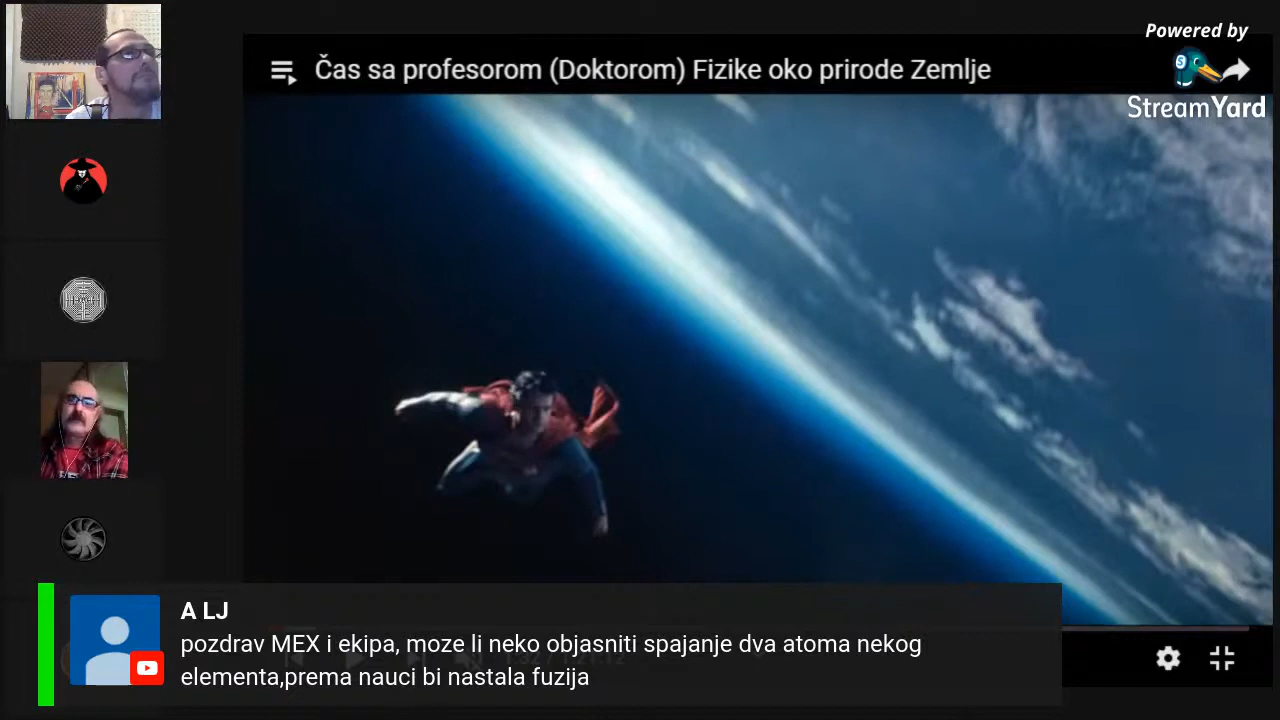 Powered by
Čas sa profesorom (Doktorom) Fizike oko prirode Zemlje
StreamYard
A LJ
pozdrav MEX i ekipa, moze li neko objasniti spajanje dva atoma nekog
elementa,prema nauci bi nastala fuzija